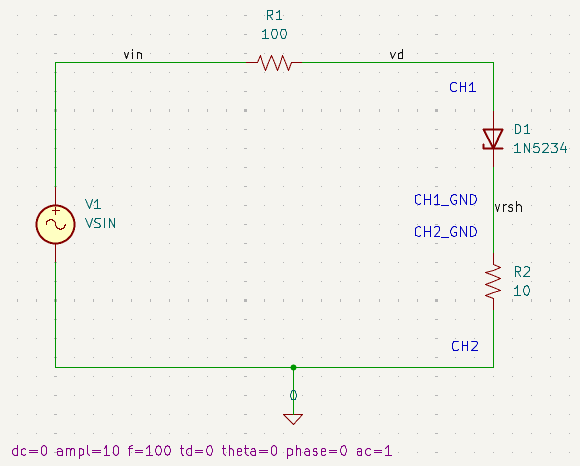 R1
100
vin
vd
CH1
D1
1N5234
CH1_GND
vrsh
V1
VSIN
+
CH2_GND
R2
10
CH2
0
dc=0 ampl=10 f=100 td=0 theta=0 phase=0 ac=1